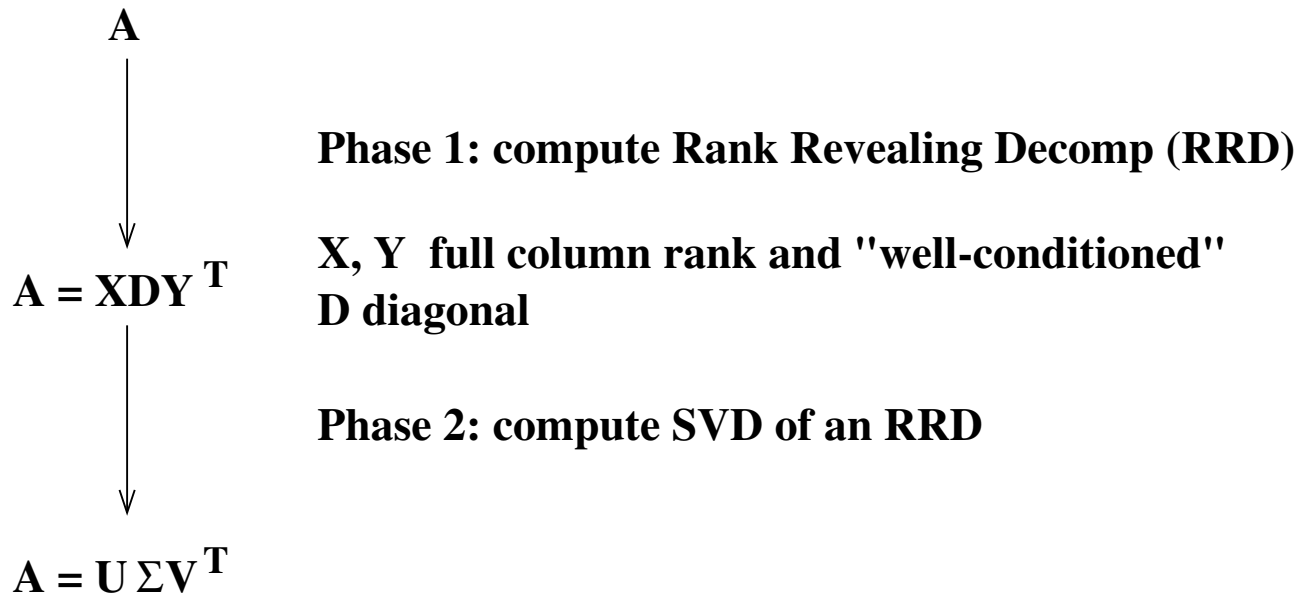 A
Phase 1: compute Rank Revealing Decomp (RRD)
X, Y full column rank and "well-conditioned"
A = XDY^T
D diagonal
Phase 2: compute SVD of an RRD
A = U Σ V^T